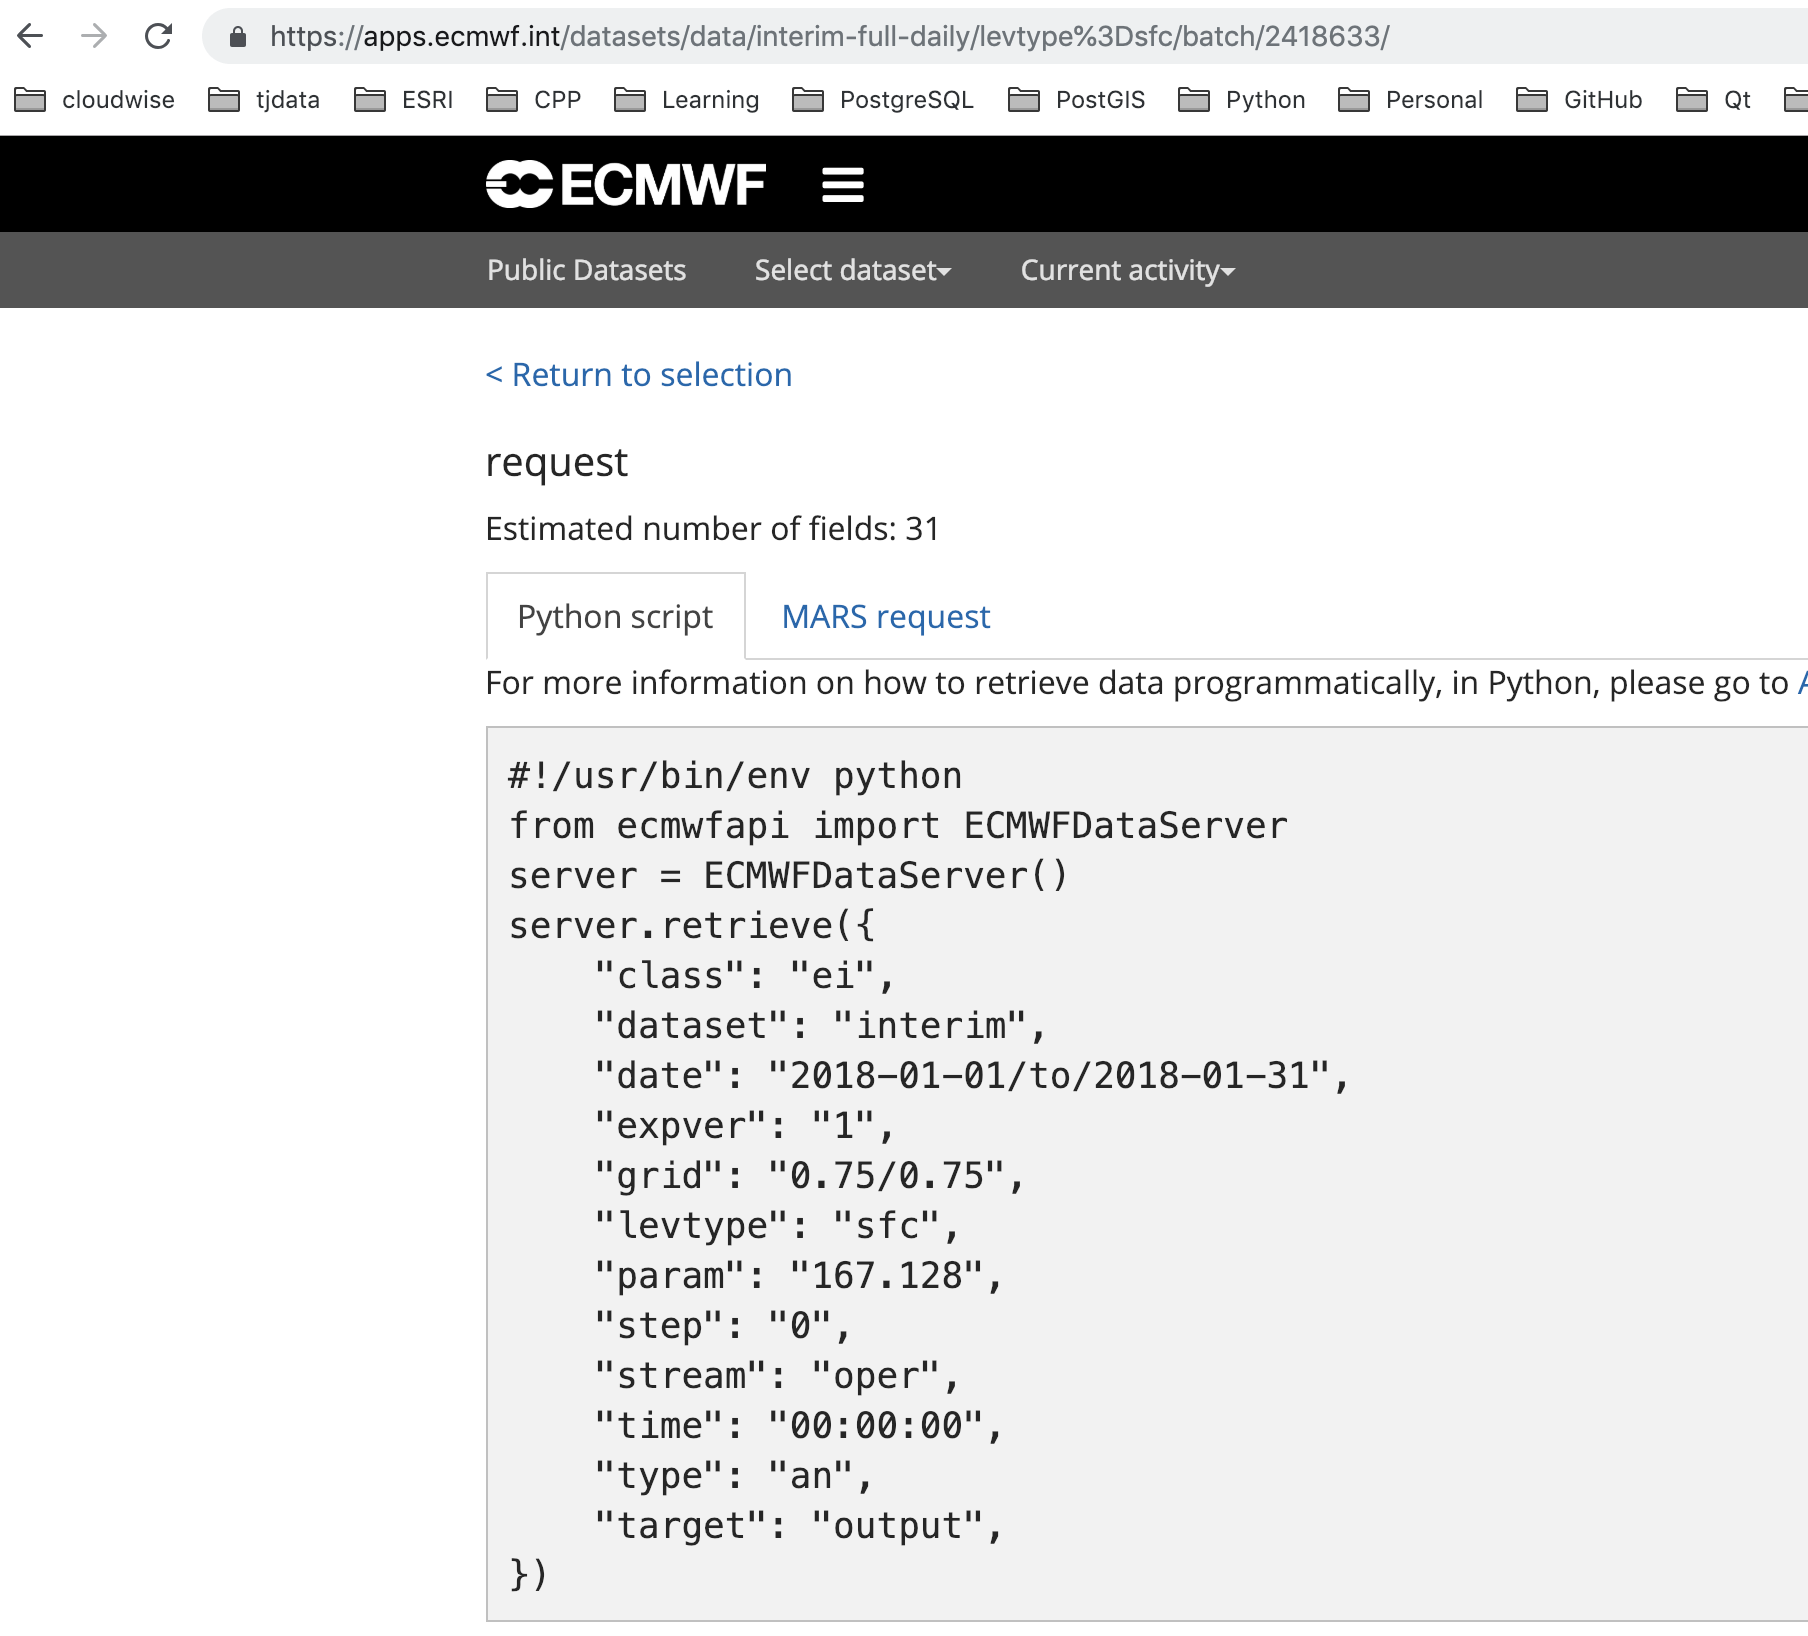 https://apps.ecmwf.int/datasets/data/interim-full-daily/levtype%3Dsfc/batch/2418633/
cloudwise tjdata ESRI CPP Learning PostgreSQL PostGIS Python Personal GitHub Qt
ECMWF
Public Datasets Select dataset Current activity
< Return to selection
request
Estimated number of fields: 31
Python script MARS request
For more information on how to retrieve data programmatically, in Python, please go to
#!/usr/bin/env python
from ecmwfapi import ECMWFDataServer
server = ECMWFDataServer()
server.retrieve({
    "class": "ei",
    "dataset": "interim",
    "date": "2018-01-01/to/2018-01-31",
    "expver": "1",
    "grid": "0.75/0.75",
    "levtype": "sfc",
    "param": "167.128",
    "step": "0",
    "stream": "oper",
    "time": "00:00:00",
    "type": "an",
    "target": "output",
})